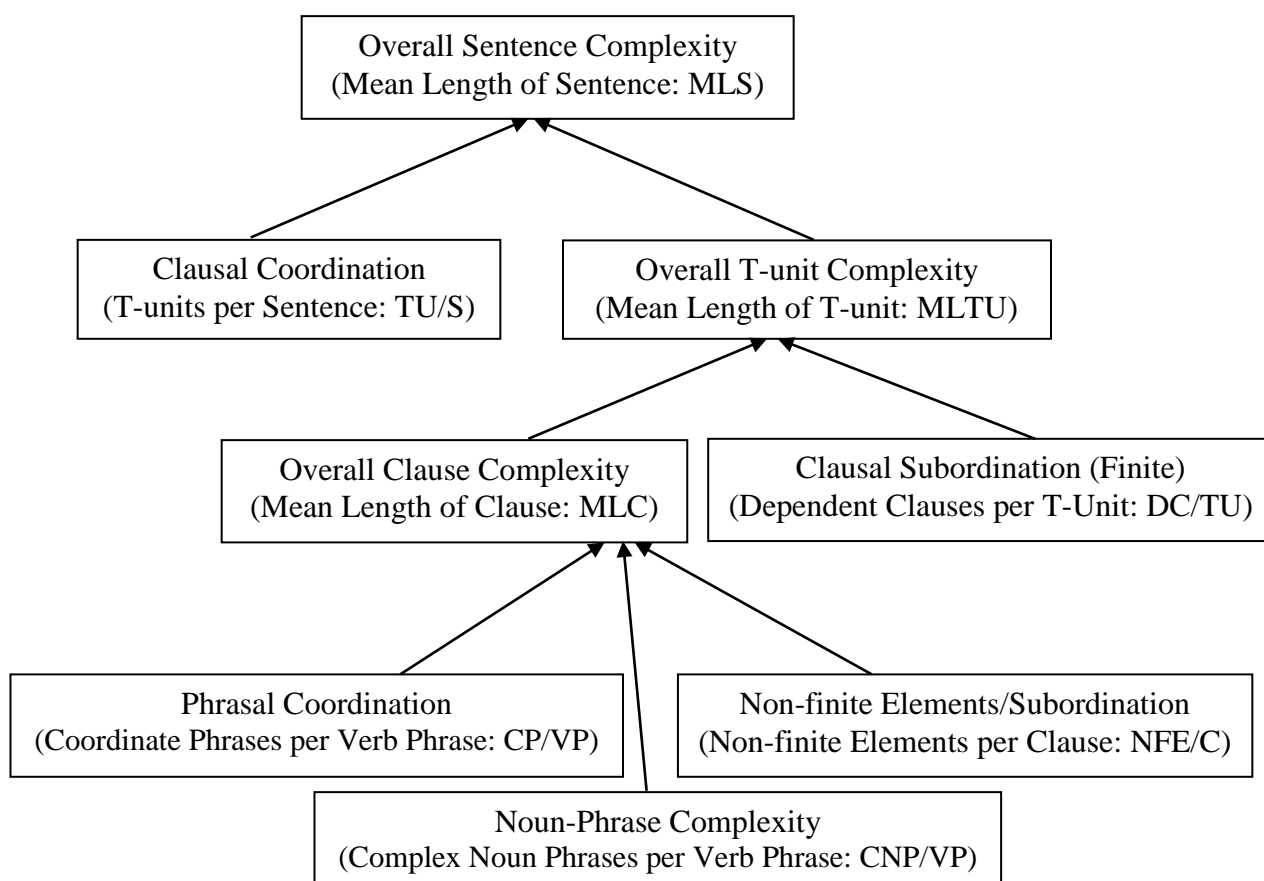 Overall Sentence Complexity
(Mean Length of Sentence: MLS)
Clausal Coordination
(T-units per Sentence: TU/S)
Overall T-unit Complexity
(Mean Length of T-unit: MLTU)
Overall Clause Complexity
(Mean Length of Clause: MLC)
Clausal Subordination (Finite)
(Dependent Clauses per T-Unit: DC/TU)
Phrasal Coordination
(Coordinate Phrases per Verb Phrase: CP/VP)
Non-finite Elements/Subordination
(Non-finite Elements per Clause: NFE/C)
Noun-Phrase Complexity
(Complex Noun Phrases per Verb Phrase: CNP/VP)